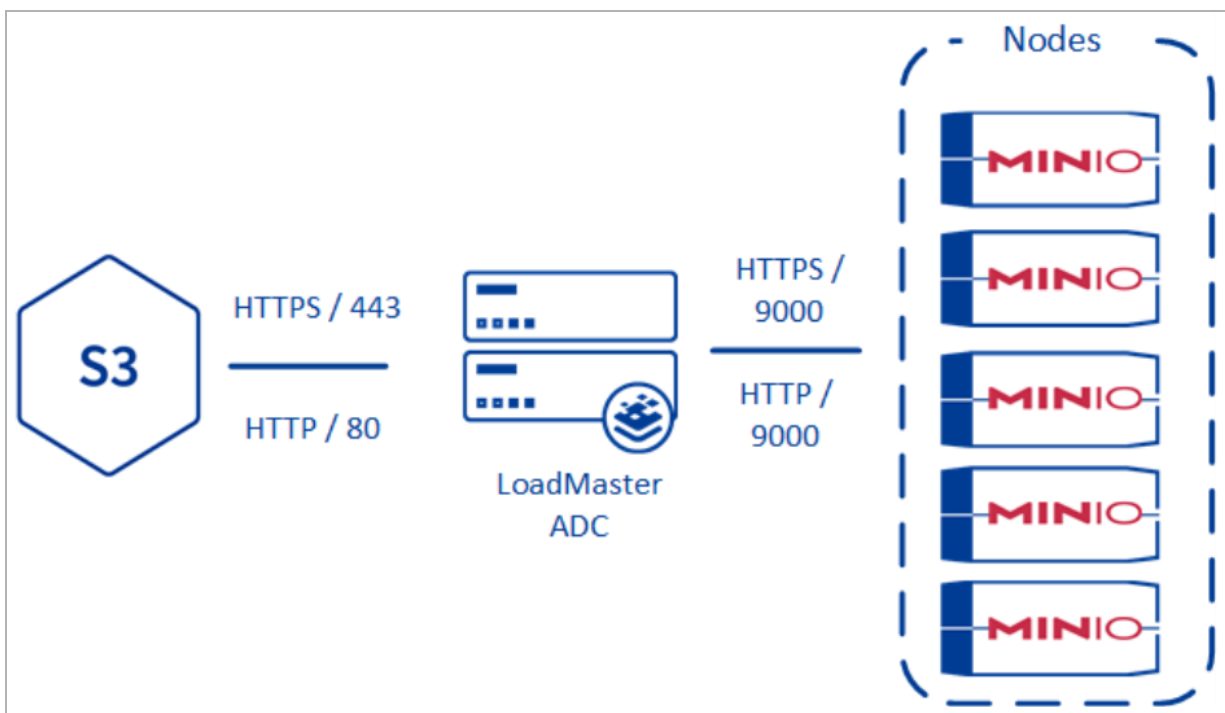 Nodes
S3
HTTPS / 443
HTTP / 80
LoadMaster
ADC
HTTPS /
9000
HTTP /
9000
MINIO
MINIO
MINIO
MINIO
MINIO